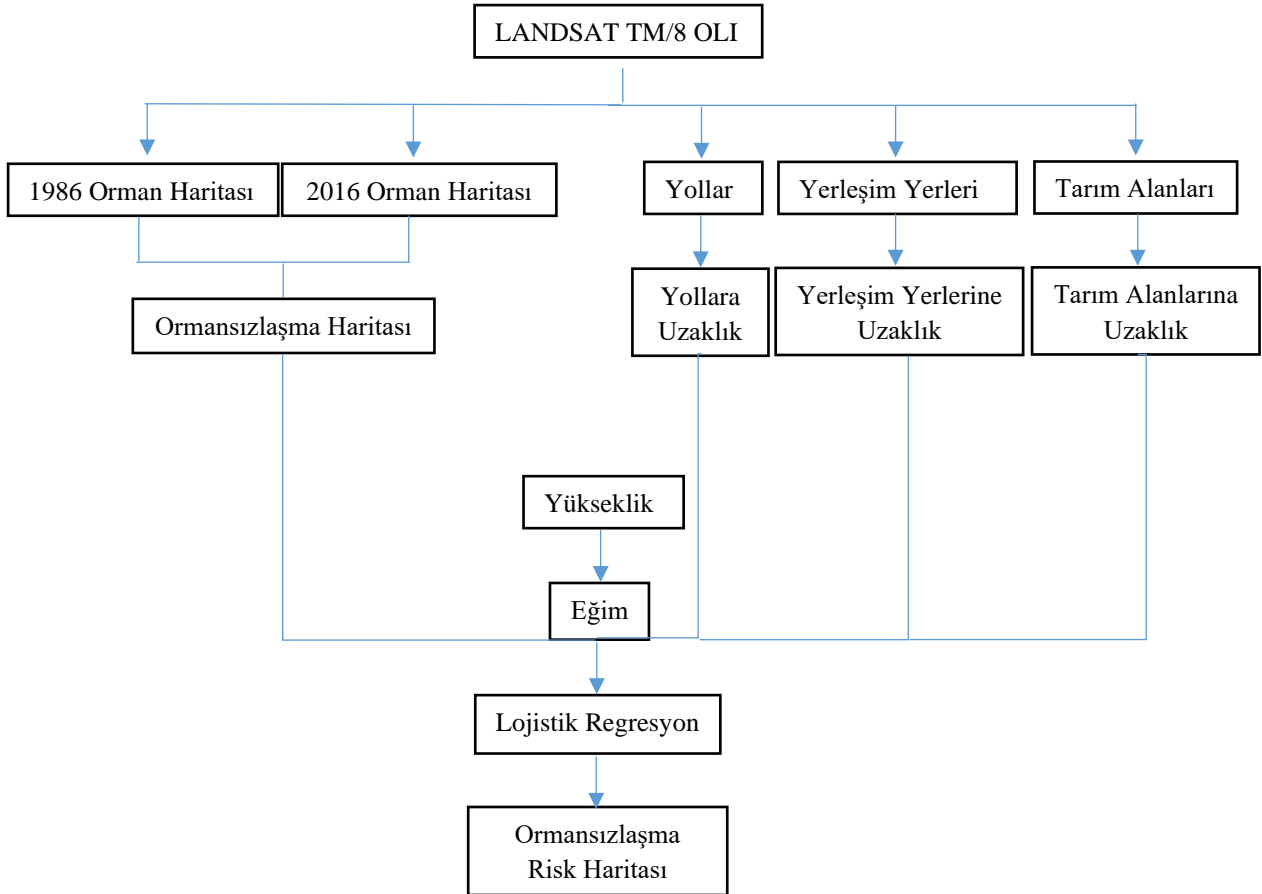 LANDSAT TM/8 OLI
1986 Orman Haritası
2016 Orman Haritası
Yollar
Yerleşim Yerleri
Tarım Alanları
Ormansızlaşma Haritası
Yollara
Uzaklık
Yerleşim Yerlerine
Uzaklık
Tarım Alanlarına
Uzaklık
Yükseklik
Eğim
Lojistik Regresyon
Ormansızlaşma
Risk Haritası